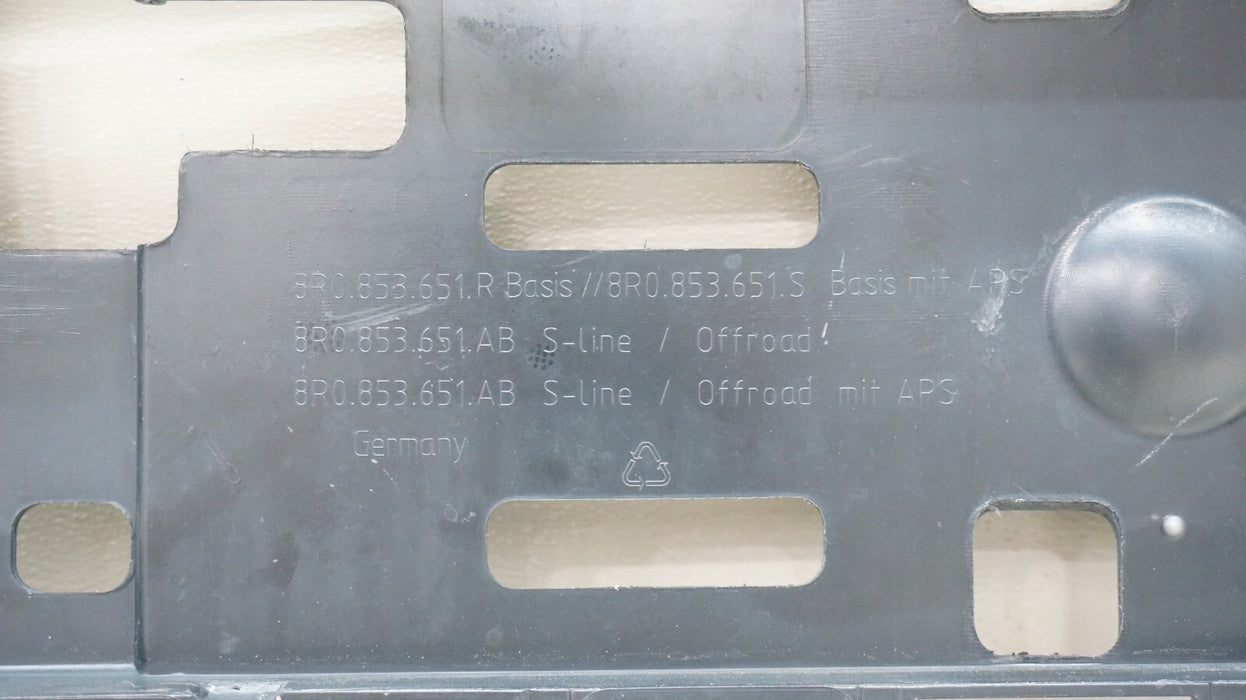 8R0.853.651.R Basis //8R0.853.651.S Basis mit APS
8R0.853.651.AB S-line / Offroad
8R0.853.651.AB S-line / Offroad mit APS
Germany